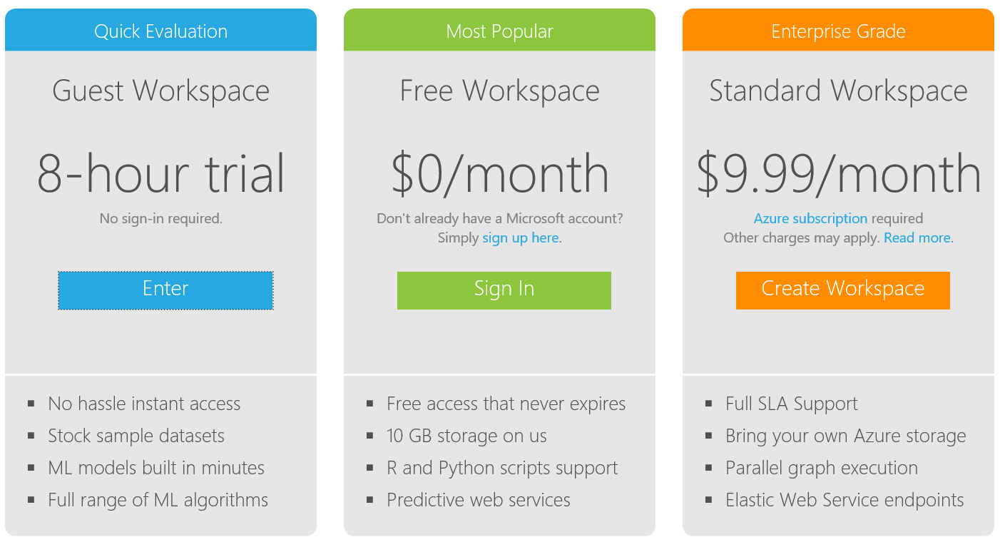 Quick Evaluation
Guest Workspace
8-hour trial
No sign-in required.
Enter
▪ No hassle instant access
▪ Stock sample datasets
▪ ML models built in minutes
▪ Full range of ML algorithms
Most Popular
Free Workspace
$0/month
Don't already have a Microsoft account?
Simply sign up here.
Sign In
▪ Free access that never expires
▪ 10 GB storage on us
▪ R and Python scripts support
▪ Predictive web services
Enterprise Grade
Standard Workspace
$9.99/month
Azure subscription required
Other charges may apply. Read more.
Create Workspace
▪ Full SLA Support
▪ Bring your own Azure storage
▪ Parallel graph execution
▪ Elastic Web Service endpoints